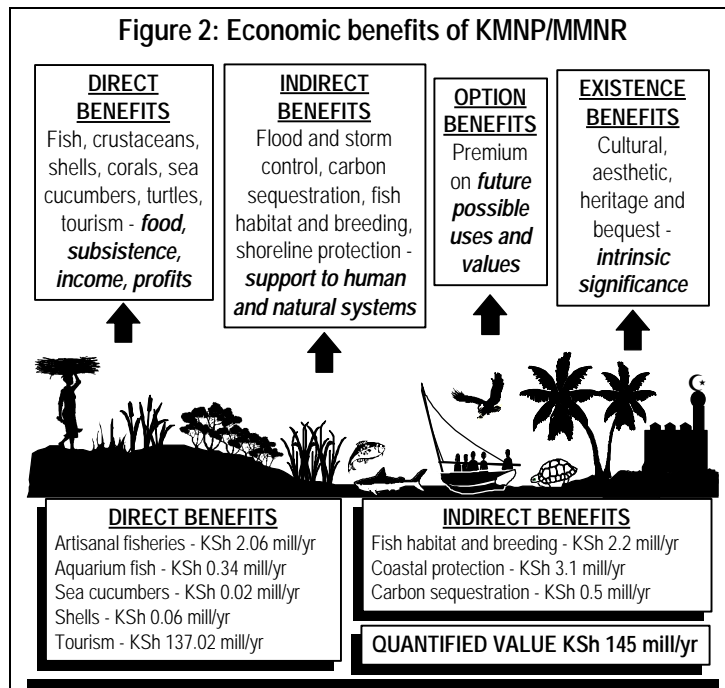 Figure 2: Economic benefits of KMNP/MMNR
DIRECT
BENEFITS
Fish, crustaceans,
shells, corals, sea
cucumbers, turtles,
tourism - food,
subsistence,
income, profits
INDIRECT
BENEFITS
Flood and storm
control, carbon
sequestration, fish
habitat and breeding,
shoreline protection -
support to human
and natural systems
OPTION
BENEFITS
Premium
on future
possible
uses and
values
EXISTENCE
BENEFITS
Cultural,
aesthetic,
heritage and
bequest -
intrinsic
significance
DIRECT BENEFITS
Artisanal fisheries - KSh 2.06 mill/yr
Aquarium fish - KSh 0.34 mill/yr
Sea cucumbers - KSh 0.02 mill/yr
Shells - KSh 0.06 mill/yr
Tourism - KSh 137.02 mill/yr
INDIRECT BENEFITS
Fish habitat and breeding - KSh 2.2 mill/yr
Coastal protection - KSh 3.1 mill/yr
Carbon sequestration - KSh 0.5 mill/yr
QUANTIFIED VALUE KSh 145 mill/yr